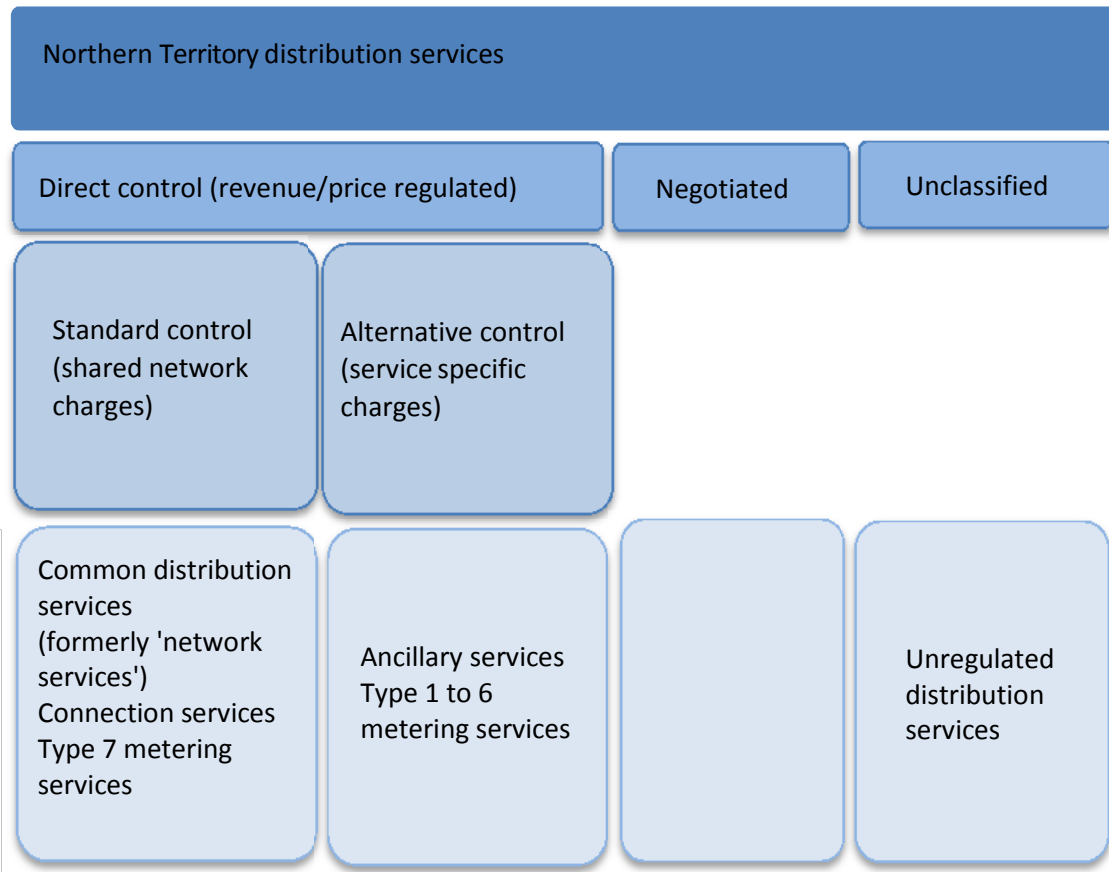 Northern Territory distribution services
Direct control (revenue/price regulated)
Negotiated
Unclassified
Standard control
(shared network
charges)
Alternative control
(service specific
charges)
Common distribution
services
(formerly 'network
services')
Connection services
Type 7 metering
services
Ancillary services
Type 1 to 6
metering services
Unregulated
distribution
services